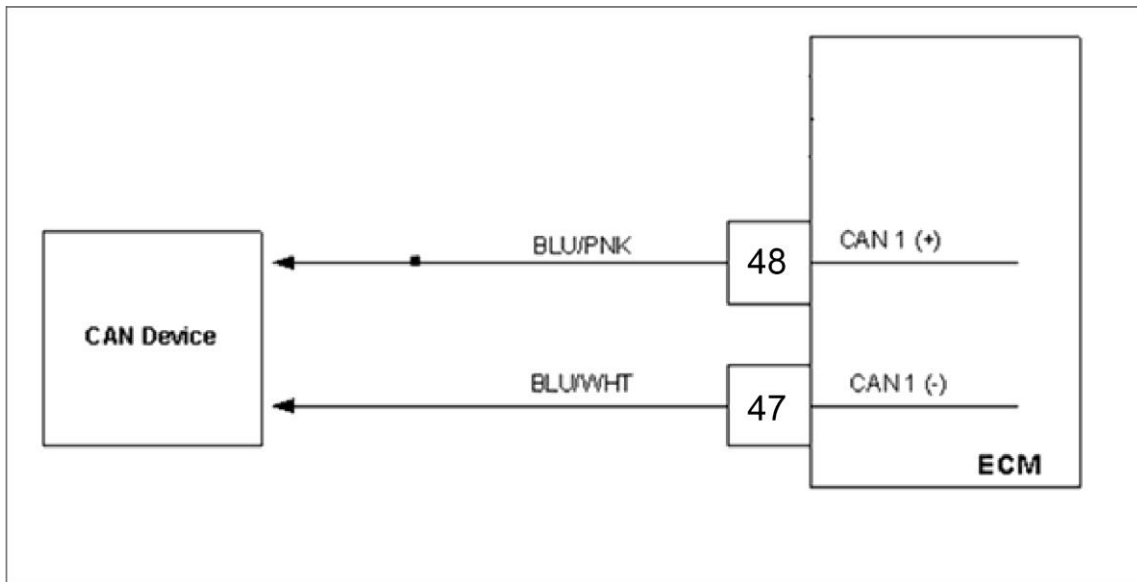 BLU/PNK
48
CAN 1 (+)
CAN Device
BLU/WHT
47
CAN 1 (-)
ECM